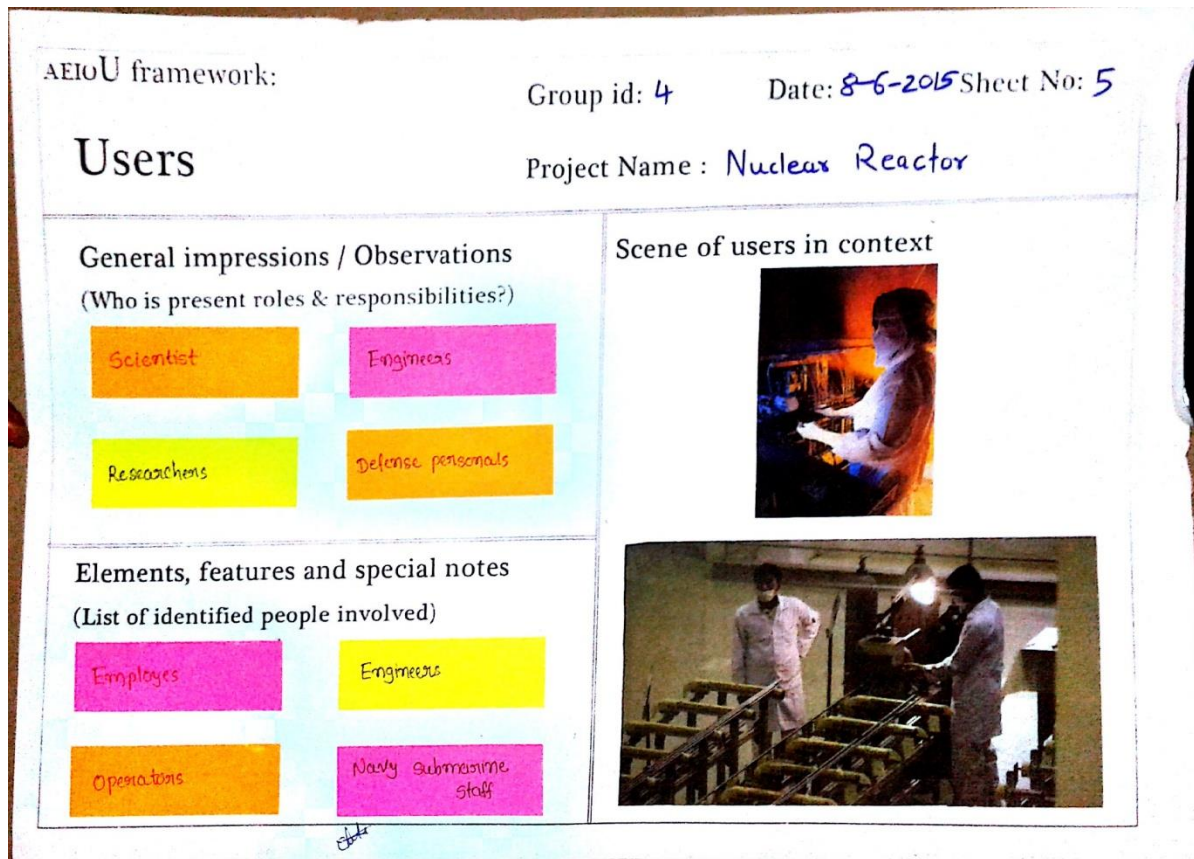 AEIOU framework:
Group id: 4 Date: 8-6-2015 Sheet No: 5
Users
Project Name : Nuclear Reactor
General impressions / Observations
(Who is present roles & responsibilities?)
Scientist
Engineers
Researchers
Defense personals
Elements, features and special notes
(List of identified people involved)
Employes
Engineers
Operators
Navy submarine
staff
Scene of users in context